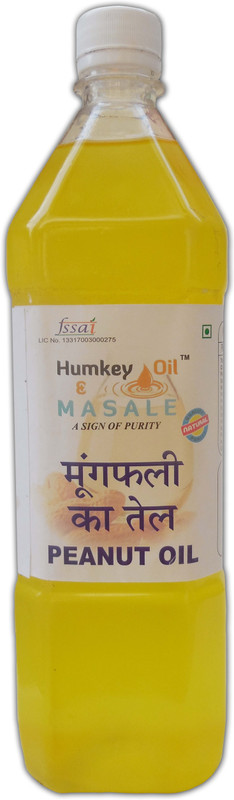 fssai
LIC No. 13317003000275
Humkey Oil™
&
MASALE
A SIGN OF PURITY
NATURAL
मूंगफली
का तेल
PEANUT OIL